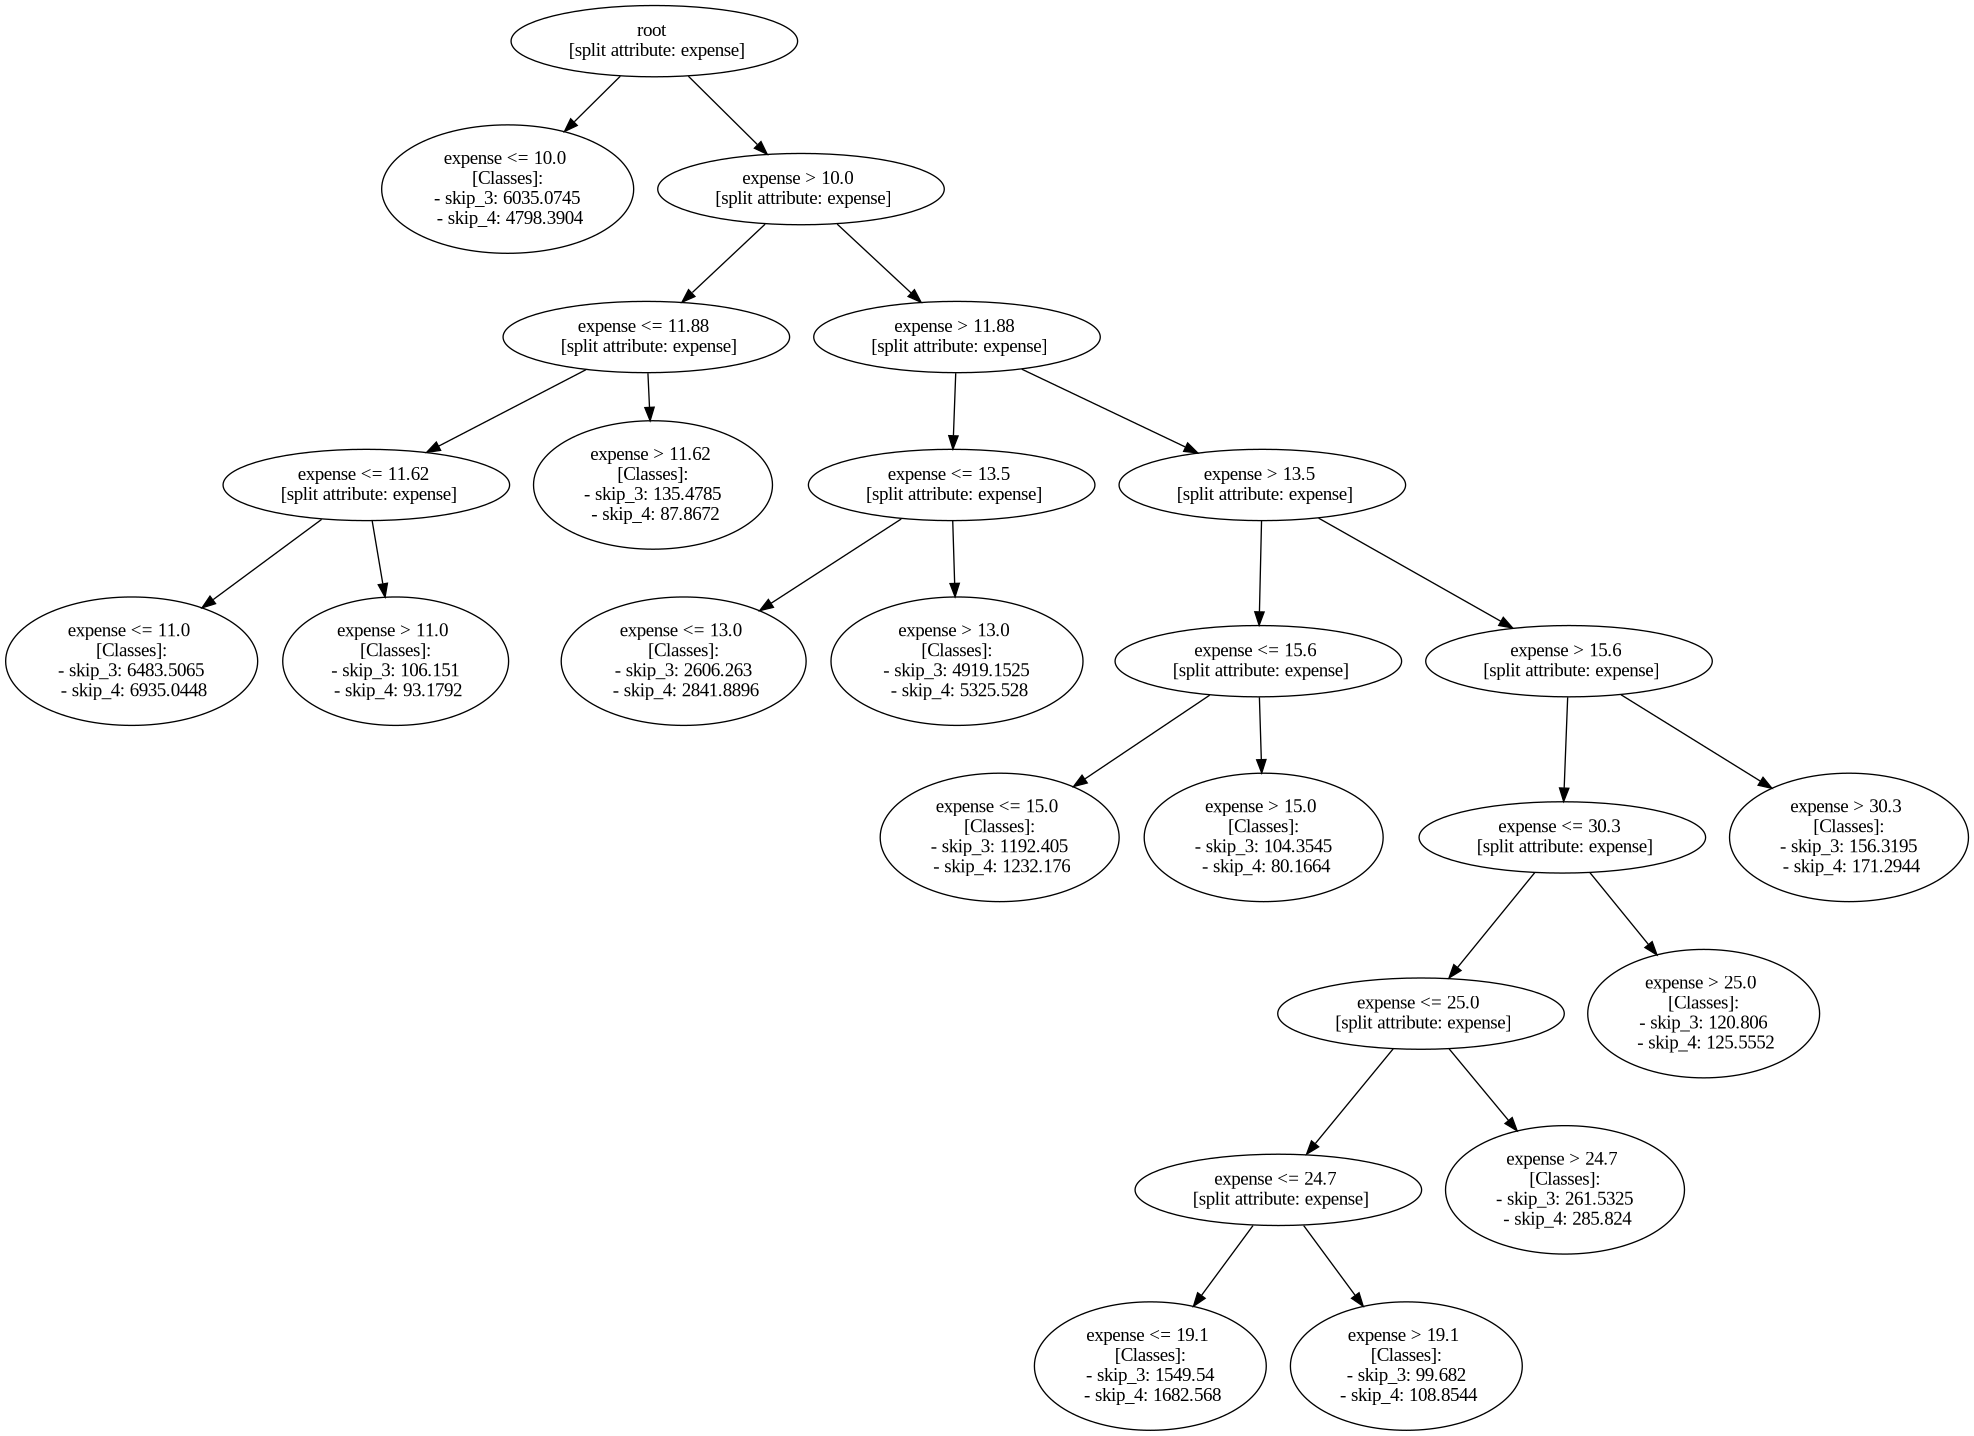 root
[split attribute: expense]
expense <= 10.0
[Classes]:
- skip_3: 6035.0745
- skip_4: 4798.3904
expense > 10.0
[split attribute: expense]
expense <= 11.88
[split attribute: expense]
expense > 11.88
[split attribute: expense]
expense <= 11.62
[split attribute: expense]
expense > 11.62
[Classes]:
- skip_3: 135.4785
- skip_4: 87.8672
expense <= 13.5
[split attribute: expense]
expense > 13.5
[split attribute: expense]
expense <= 11.0
[Classes]:
- skip_3: 6483.5065
- skip_4: 6935.0448
expense > 11.0
[Classes]:
- skip_3: 106.151
- skip_4: 93.1792
expense <= 13.0
[Classes]:
- skip_3: 2606.263
- skip_4: 2841.8896
expense > 13.0
[Classes]:
- skip_3: 4919.1525
- skip_4: 5325.528
expense <= 15.6
[split attribute: expense]
expense > 15.6
[split attribute: expense]
expense <= 15.0
[Classes]:
- skip_3: 1192.405
- skip_4: 1232.176
expense > 15.0
[Classes]:
- skip_3: 104.3545
- skip_4: 80.1664
expense <= 30.3
[split attribute: expense]
expense > 30.3
[Classes]:
- skip_3: 156.3195
- skip_4: 171.2944
expense <= 25.0
[split attribute: expense]
expense > 25.0
[Classes]:
- skip_3: 120.806
- skip_4: 125.5552
expense <= 24.7
[split attribute: expense]
expense > 24.7
[Classes]:
- skip_3: 261.5325
- skip_4: 285.824
expense <= 19.1
[Classes]:
- skip_3: 1549.54
- skip_4: 1682.568
expense > 19.1
[Classes]:
- skip_3: 99.682
- skip_4: 108.8544